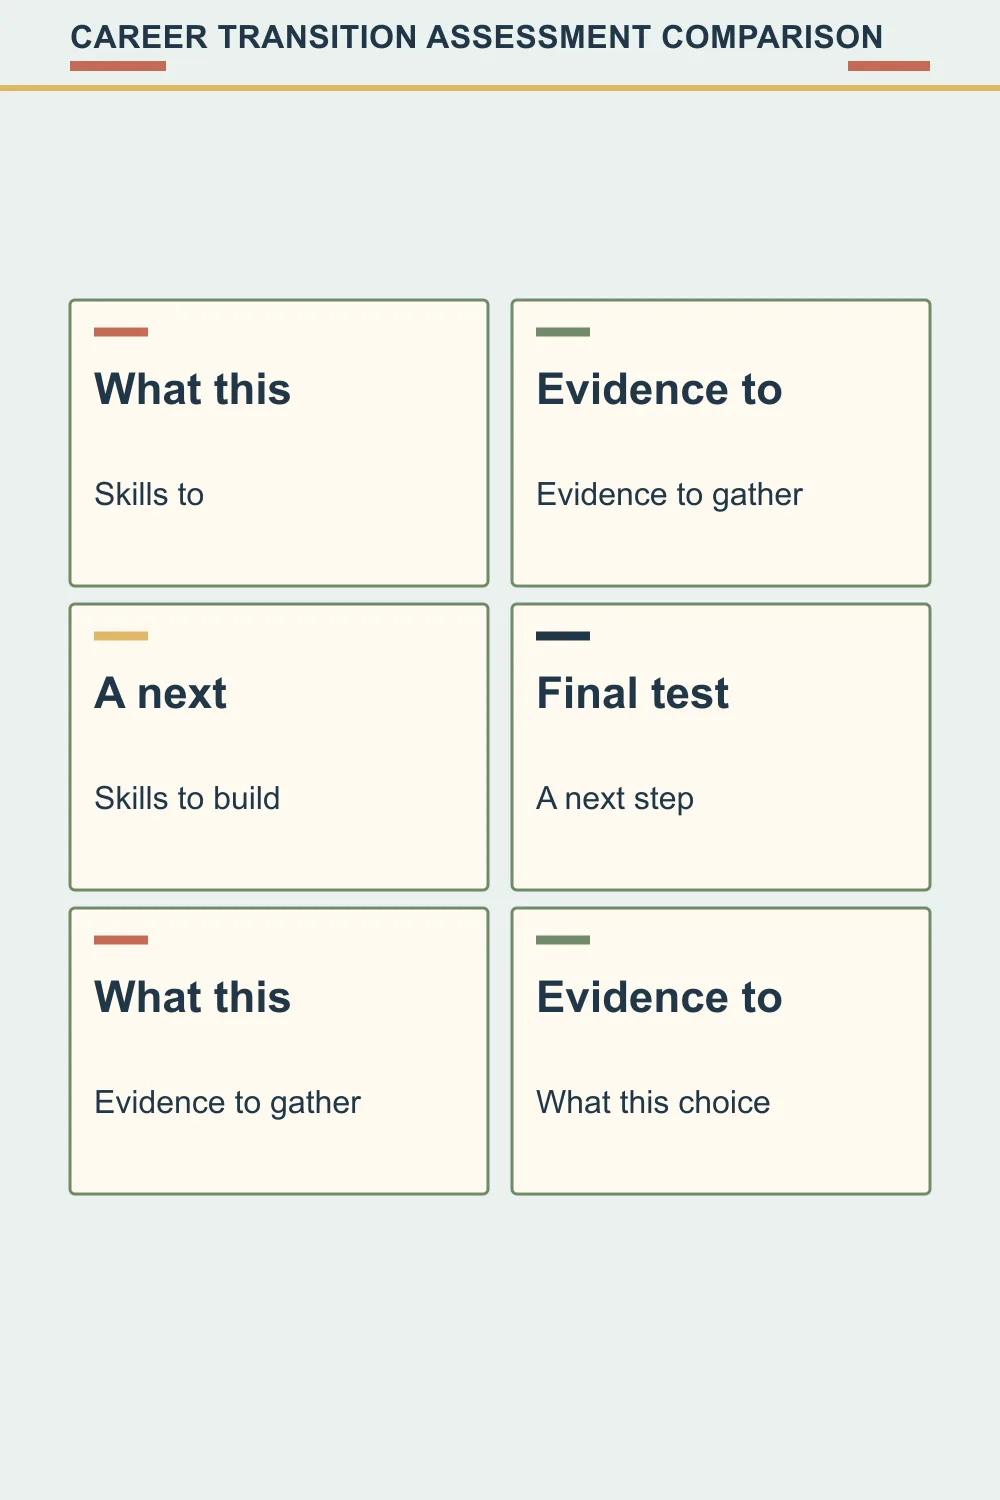 CAREER TRANSITION ASSESSMENT COMPARISON
What this
Skills to
Evidence to
Evidence to gather
A next
Skills to build
Final test
A next step
What this
Evidence to gather
Evidence to
What this choice